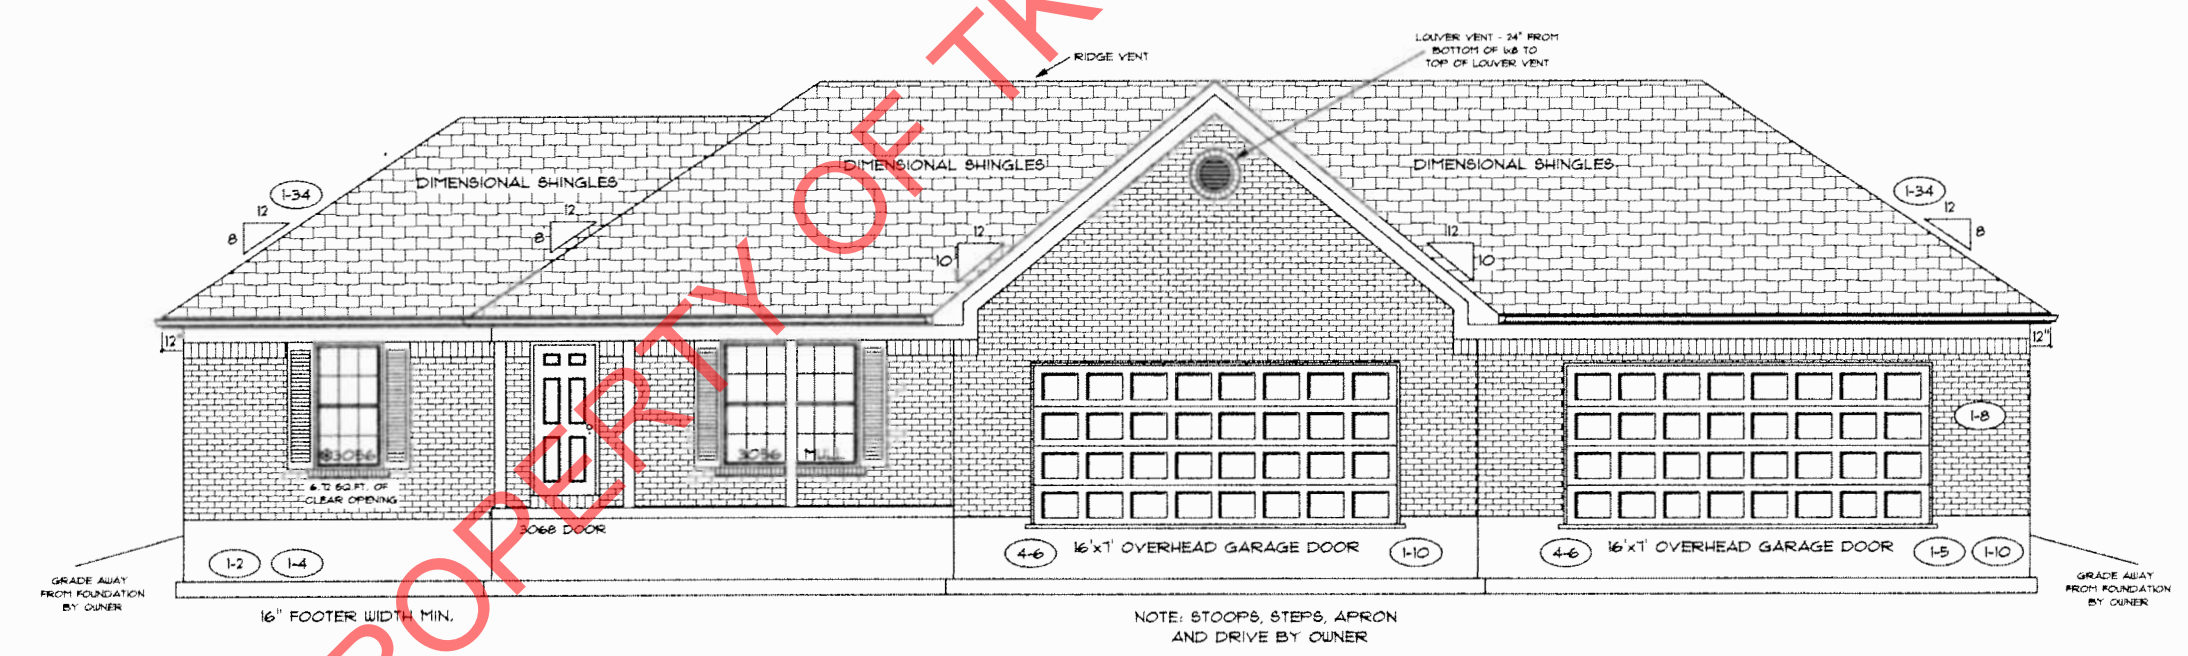 LOUVER VENT - 24" FROM
BOTTOM OF 1x8 TO
TOP OF LOUVER VENT
RIDGE VENT
PROPERTY OF TK
DIMENSIONAL SHINGLES
DIMENSIONAL SHINGLES
DIMENSIONAL SHINGLES
1-34
12
8
12
8
12
10
12
10
1-34
12
8
12"
12"
3056
3056 MULL
6.72 SQ.FT. OF
CLEAR OPENING
3068 DOOR
1-8
1-2
1-4
4-6
16'x7' OVERHEAD GARAGE DOOR
1-10
4-6
16'x7' OVERHEAD GARAGE DOOR
1-5
1-10
GRADE AWAY
FROM FOUNDATION
BY OWNER
16" FOOTER WIDTH MIN.
NOTE: STOOPS, STEPS, APRON
AND DRIVE BY OWNER
GRADE AWAY
FROM FOUNDATION
BY OWNER